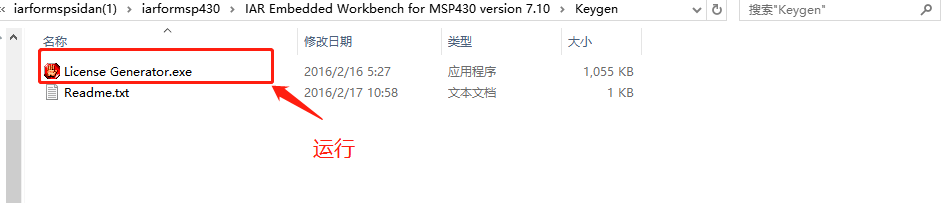 « iarformspsidan(1) > iarformsp430 > IAR Embedded Workbench for MSP430 version 7.10 > Keygen
搜索"Keygen"
名称 修改日期 类型 大小
License Generator.exe 2016/2/16 5:27 应用程序 1,055 KB
Readme.txt 2016/2/17 10:58 文本文档 1 KB
运行